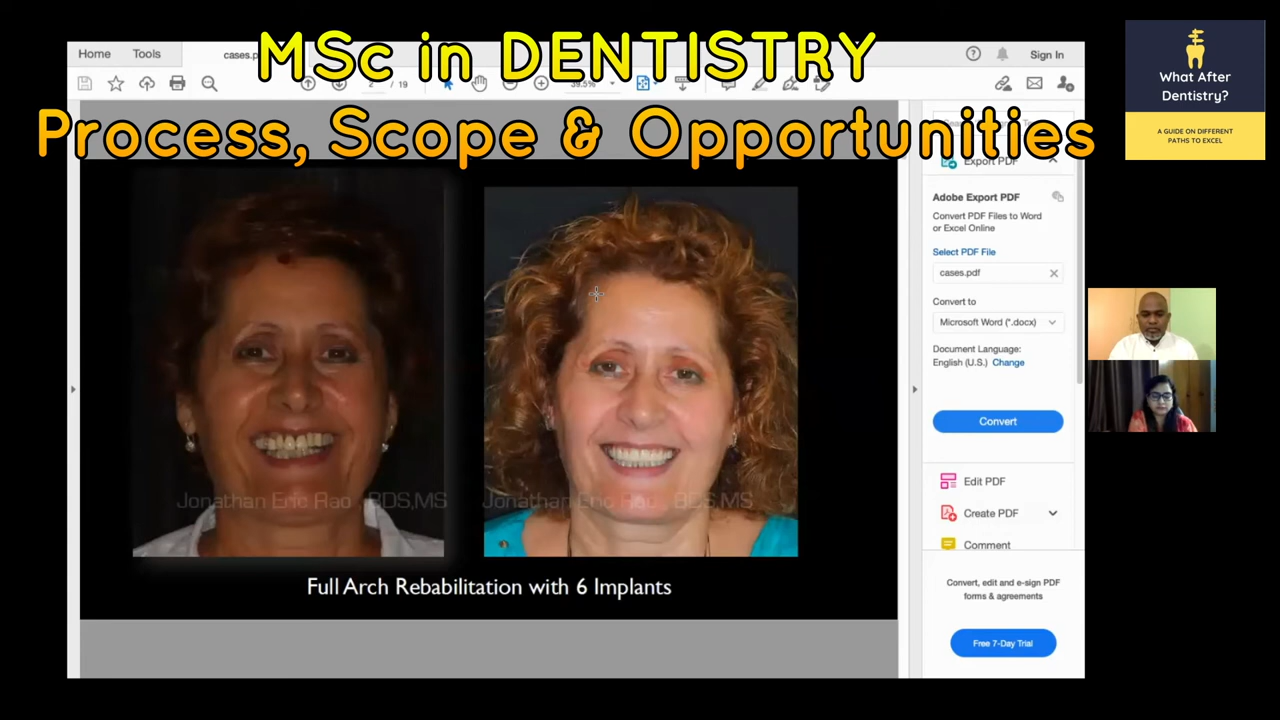 MSc in DENTISTRY
Process, Scope & Opportunities
What After
Dentistry?
A GUIDE ON DIFFERENT
PATHS TO EXCEL
Home Tools
Sign In
/ 19
Export PDF
Adobe Export PDF
Convert PDF Files to Word
or Excel Online
Select PDF File
cases.pdf
Convert to
Microsoft Word (*.docx)
Document Language:
English (U.S.) Change
Convert
Edit PDF
Create PDF
Comment
Convert, edit and e-sign PDF
forms & agreements
Free 7-Day Trial
Jonathan Eric Rao , BDS,MS
Jonathan Eric Rao , BDS,MS
Full Arch Rebabilitation with 6 Implants